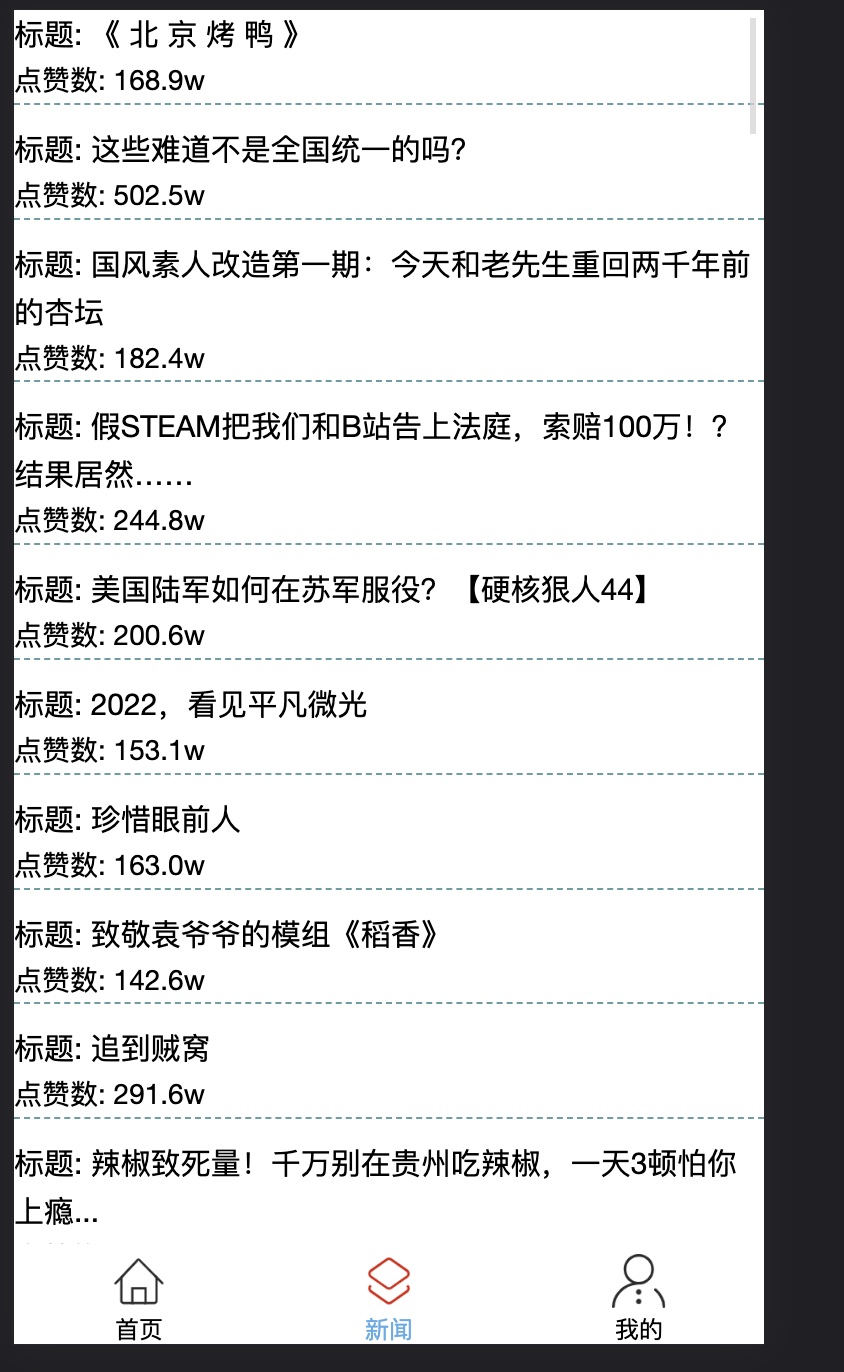 标题: 《 北 京 烤 鸭 》
点赞数: 168.9w
标题: 这些难道不是全国统一的吗?
点赞数: 502.5w
标题: 国风素人改造第一期：今天和老先生重回两千年前
的杏坛
点赞数: 182.4w
标题: 假STEAM把我们和B站告上法庭，索赔100万！？
结果居然……
点赞数: 244.8w
标题: 美国陆军如何在苏军服役？【硬核狠人44】
点赞数: 200.6w
标题: 2022，看见平凡微光
点赞数: 153.1w
标题: 珍惜眼前人
点赞数: 163.0w
标题: 致敬袁爷爷的模组《稻香》
点赞数: 142.6w
标题: 追到贼窝
点赞数: 291.6w
标题: 辣椒致死量！千万别在贵州吃辣椒，一天3顿怕你
上瘾...
首页 新闻 我的